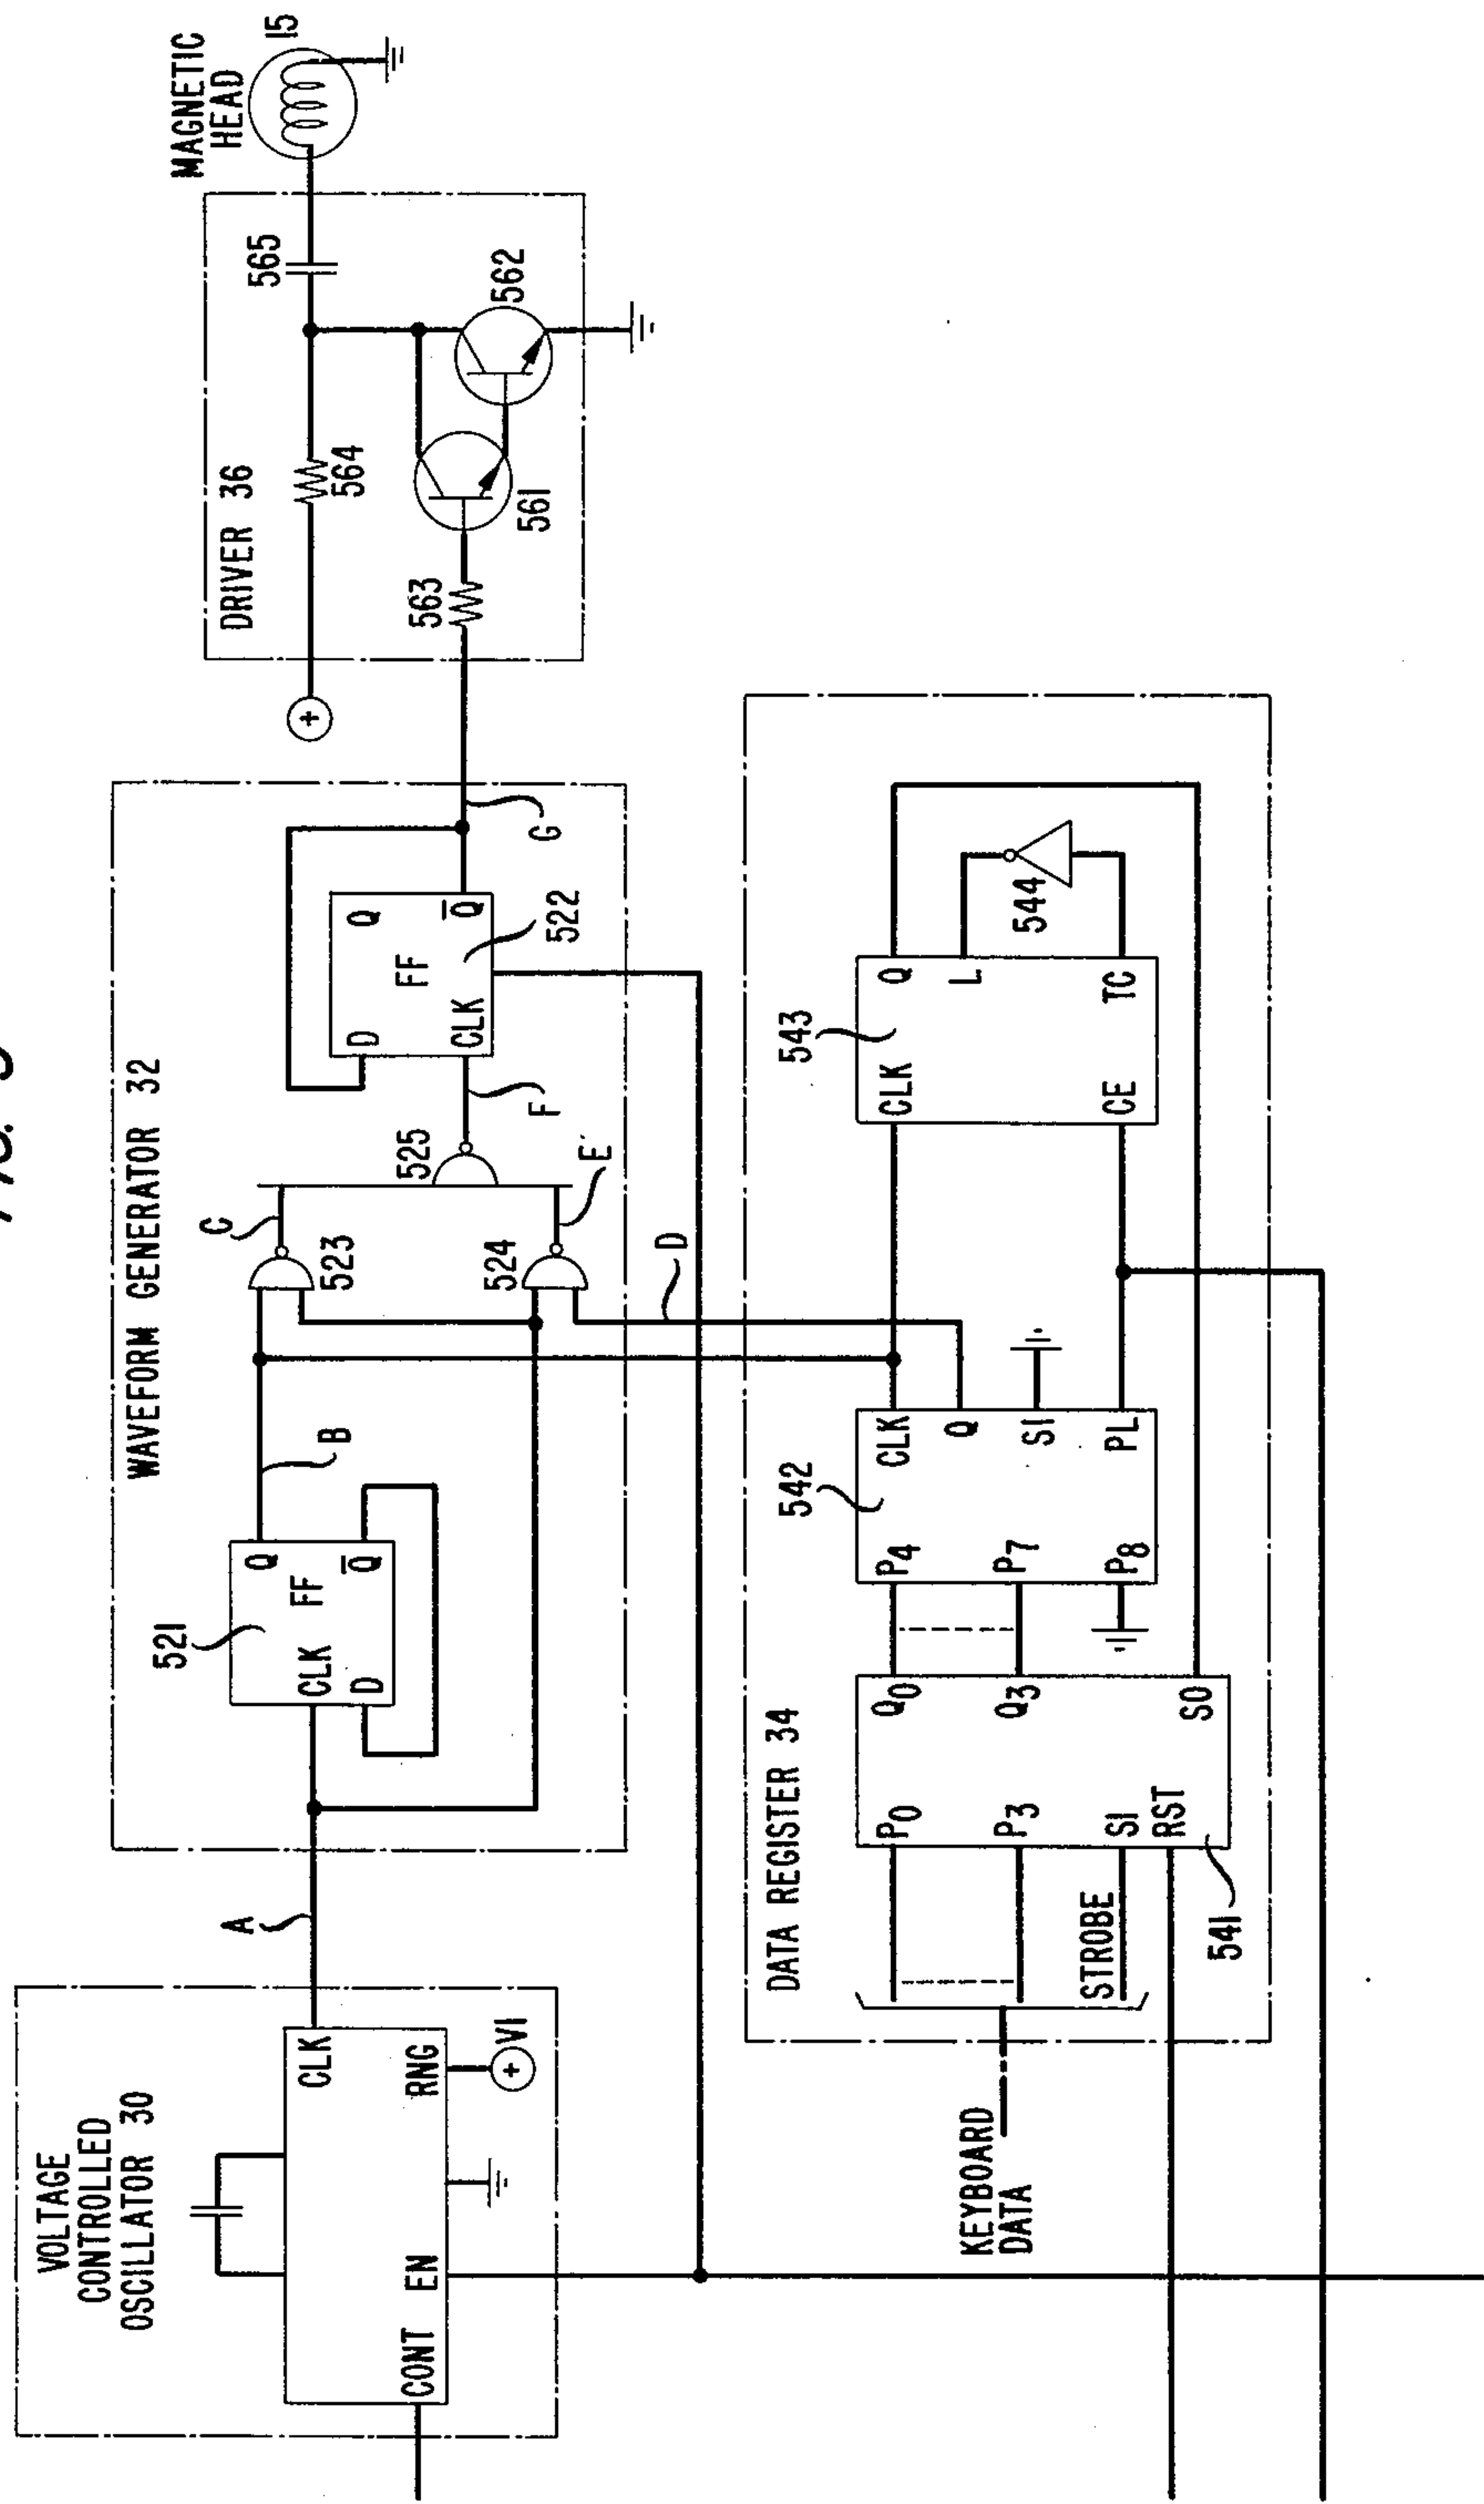 VOLTAGE
CONTROLLED
OSCILLATOR 30
CONT
EN
CLK
RNG
+
V1
A
WAVEFORM GENERATOR 32
521
CLK
D
FF
Q
Q̅
B
C
523
524
D
E
525
F
D
CLK
FF
Q
Q̅
522
G
+
DRIVER 36
563
564
561
562
565
MAGNETIC
HEAD
15
KEYBOARD
DATA
DATA REGISTER 34
STROBE
541
P0
P3
SI
RST
Q0
Q3
SO
542
P4
P7
P8
CLK
Q
SI
PL
543
CLK
CE
Q
L
TC
544